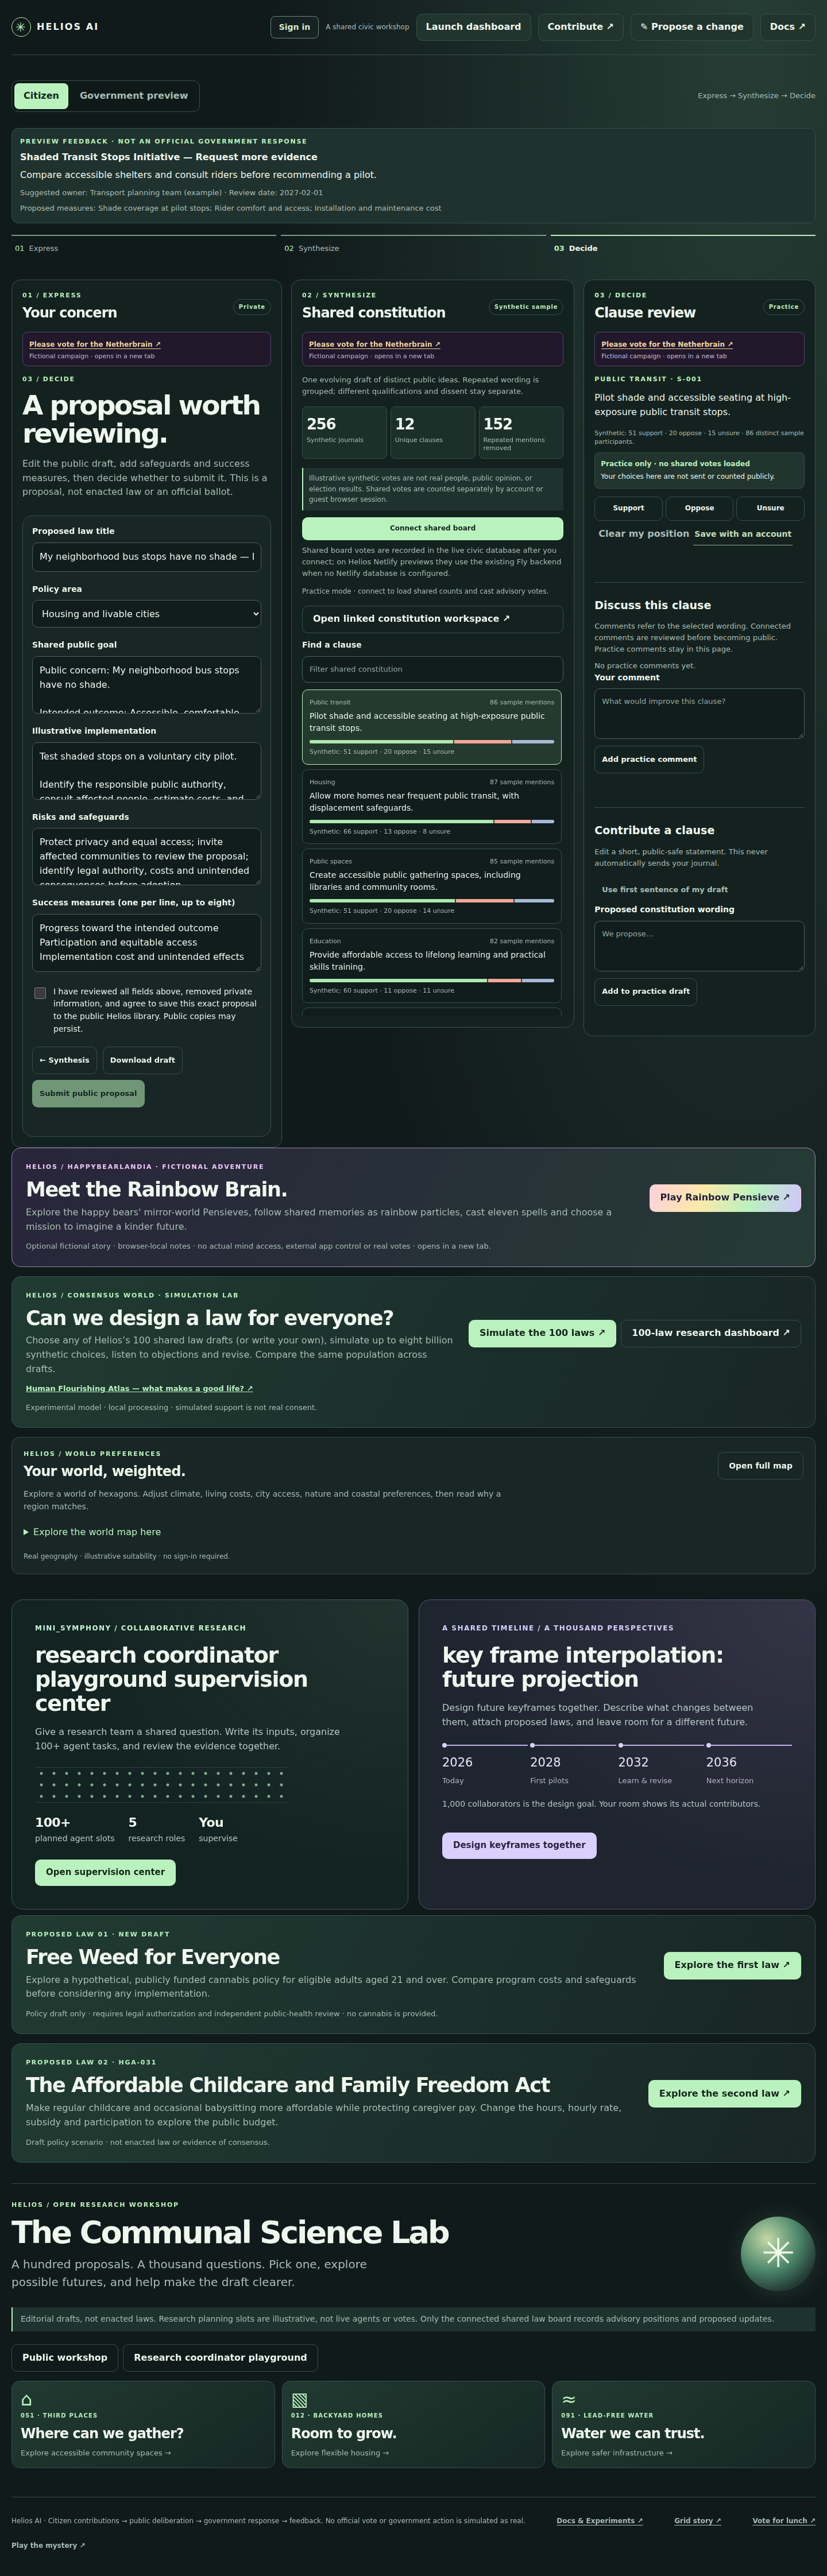 HELIOS AI
Sign in
A shared civic workshop
Launch dashboard
Contribute ↗
✎ Propose a change
Docs ↗
Citizen
Government preview
Express → Synthesize → Decide
PREVIEW FEEDBACK · NOT AN OFFICIAL GOVERNMENT RESPONSE
Shaded Transit Stops Initiative — Request more evidence
Compare accessible shelters and consult riders before recommending a pilot.
Suggested owner: Transport planning team (example) · Review date: 2027-02-01
Proposed measures: Shade coverage at pilot stops; Rider comfort and access; Installation and maintenance cost
01 Express
02 Synthesize
03 Decide
01 / EXPRESS
Your concern
Private
Please vote for the Netherbrain ↗
Fictional campaign · opens in a new tab
03 / DECIDE
A proposal worth
reviewing.
Edit the public draft, add safeguards and success
measures, then decide whether to submit it. This is a
proposal, not enacted law or an official ballot.
Proposed law title
My neighborhood bus stops have no shade — I
Policy area
Housing and livable cities
Shared public goal
Public concern: My neighborhood bus stops
have no shade.
Intended outcome: Accessible, comfortable
Illustrative implementation
Test shaded stops on a voluntary city pilot.
Identify the responsible public authority,
consult affected people, estimate costs, and
Risks and safeguards
Protect privacy and equal access; invite
affected communities to review the proposal;
identify legal authority, costs and unintended
consequences before adoption.
Success measures (one per line, up to eight)
Progress toward the intended outcome
Participation and equitable access
Implementation cost and unintended effects
I have reviewed all fields above, removed private
information, and agree to save this exact proposal
to the public Helios library. Public copies may
persist.
← Synthesis
Download draft
Submit public proposal
02 / SYNTHESIZE
Shared constitution
Synthetic sample
Please vote for the Netherbrain ↗
Fictional campaign · opens in a new tab
One evolving draft of distinct public ideas. Repeated wording is
grouped; different qualifications and dissent stay separate.
256
Synthetic journals
12
Unique clauses
152
Repeated mentions
removed
Illustrative synthetic votes are not real people, public opinion, or
election results. Shared votes are counted separately by account or
guest browser session.
Connect shared board
Shared board votes are recorded in the live civic database after you
connect; on Helios Netlify previews they use the existing Fly backend
when no Netlify database is configured.
Practice mode · connect to load shared counts and cast advisory votes.
Open linked constitution workspace ↗
Find a clause
Filter shared constitution
Public transit
86 sample mentions
Pilot shade and accessible seating at high-exposure public
transit stops.
Synthetic: 51 support · 20 oppose · 15 unsure
Housing
87 sample mentions
Allow more homes near frequent public transit, with
displacement safeguards.
Synthetic: 66 support · 13 oppose · 8 unsure
Public spaces
85 sample mentions
Create accessible public gathering spaces, including
libraries and community rooms.
Synthetic: 51 support · 20 oppose · 14 unsure
Education
82 sample mentions
Provide affordable access to lifelong learning and practical
skills training.
Synthetic: 60 support · 11 oppose · 11 unsure
03 / DECIDE
Clause review
Practice
Please vote for the Netherbrain ↗
Fictional campaign · opens in a new tab
PUBLIC TRANSIT · S-001
Pilot shade and accessible seating at high-
exposure public transit stops.
Synthetic: 51 support · 20 oppose · 15 unsure · 86 distinct sample
participants.
Practice only · no shared votes loaded
Your choices here are not sent or counted publicly.
Support
Oppose
Unsure
Clear my position
Save with an account
Discuss this clause
Comments refer to the selected wording. Connected
comments are reviewed before becoming public.
Practice comments stay in this page.
No practice comments yet.
Your comment
What would improve this clause?
Add practice comment
Contribute a clause
Edit a short, public-safe statement. This never
automatically sends your journal.
Use first sentence of my draft
Proposed constitution wording
We propose...
Add to practice draft
HELIOS / HAPPYBEARLANDIA · FICTIONAL ADVENTURE
Meet the Rainbow Brain.
Explore the happy bears' mirror-world Pensieves, follow shared memories as rainbow particles, cast eleven spells and choose a
mission to imagine a kinder future.
Optional fictional story · browser-local notes · no actual mind access, external app control or real votes · opens in a new tab.
Play Rainbow Pensieve ↗
HELIOS / CONSENSUS WORLD · SIMULATION LAB
Can we design a law for everyone?
Choose any of Helios's 100 shared law drafts (or write your own), simulate up to eight billion
synthetic choices, listen to objections and revise. Compare the same population across
drafts.
Human Flourishing Atlas — what makes a good life? ↗
Experimental model · local processing · simulated support is not real consent.
Simulate the 100 laws ↗
100-law research dashboard ↗
HELIOS / WORLD PREFERENCES
Your world, weighted.
Explore a world of hexagons. Adjust climate, living costs, city access, nature and coastal preferences, then read why a
region matches.
▶ Explore the world map here
Real geography · illustrative suitability · no sign-in required.
Open full map
MINI_SYMPHONY / COLLABORATIVE RESEARCH
research coordinator
playground supervision
center
Give a research team a shared question. Write its inputs, organize
100+ agent tasks, and review the evidence together.
100+
planned agent slots
5
research roles
You
supervise
Open supervision center
A SHARED TIMELINE / A THOUSAND PERSPECTIVES
key frame interpolation:
future projection
Design future keyframes together. Describe what changes between
them, attach proposed laws, and leave room for a different future.
2026
Today
2028
First pilots
2032
Learn & revise
2036
Next horizon
1,000 collaborators is the design goal. Your room shows its actual contributors.
Design keyframes together
PROPOSED LAW 01 · NEW DRAFT
Free Weed for Everyone
Explore a hypothetical, publicly funded cannabis policy for eligible adults aged 21 and over. Compare program costs and safeguards
before considering any implementation.
Policy draft only · requires legal authorization and independent public-health review · no cannabis is provided.
Explore the first law ↗
PROPOSED LAW 02 · HGA-031
The Affordable Childcare and Family Freedom Act
Make regular childcare and occasional babysitting more affordable while protecting caregiver pay. Change the hours, hourly rate,
subsidy and participation to explore the public budget.
Draft policy scenario · not enacted law or evidence of consensus.
Explore the second law ↗
HELIOS / OPEN RESEARCH WORKSHOP
The Communal Science Lab
A hundred proposals. A thousand questions. Pick one, explore
possible futures, and help make the draft clearer.
Editorial drafts, not enacted laws. Research planning slots are illustrative, not live agents or votes. Only the connected shared law board records advisory positions and proposed updates.
Public workshop
Research coordinator playground
051 · THIRD PLACES
Where can we gather?
Explore accessible community spaces →
012 · BACKYARD HOMES
Room to grow.
Explore flexible housing →
091 · LEAD-FREE WATER
Water we can trust.
Explore safer infrastructure →
Helios AI · Citizen contributions → public deliberation → government response → feedback. No official vote or government action is simulated as real.
Docs & Experiments ↗
Grid story ↗
Vote for lunch ↗
Play the mystery ↗